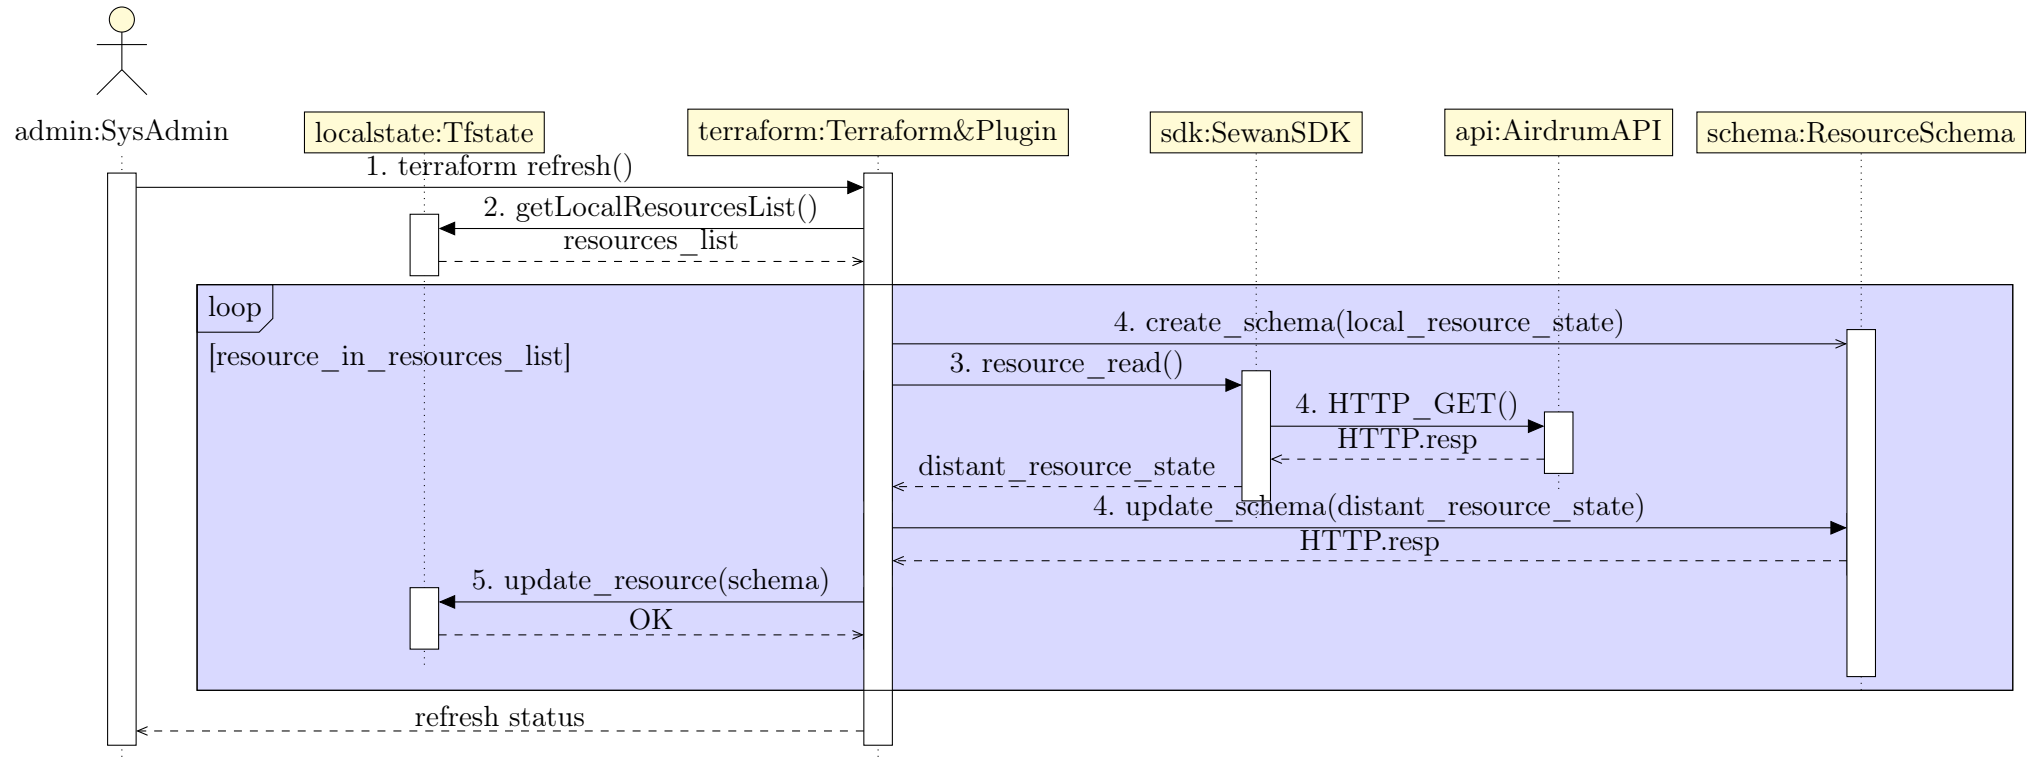 admin:SysAdmin
localstate:Tfstate
terraform:Terraform&Plugin
sdk:SewanSDK
api:AirdrumAPI
schema:ResourceSchema
1. terraform refresh()
2. getLocalResourcesList()
resources_list
loop
[resource_in_resources_list]
4. create_schema(local_resource_state)
3. resource_read()
4. HTTP_GET()
HTTP.resp
distant_resource_state
4. update_schema(distant_resource_state)
HTTP.resp
5. update_resource(schema)
OK
refresh status